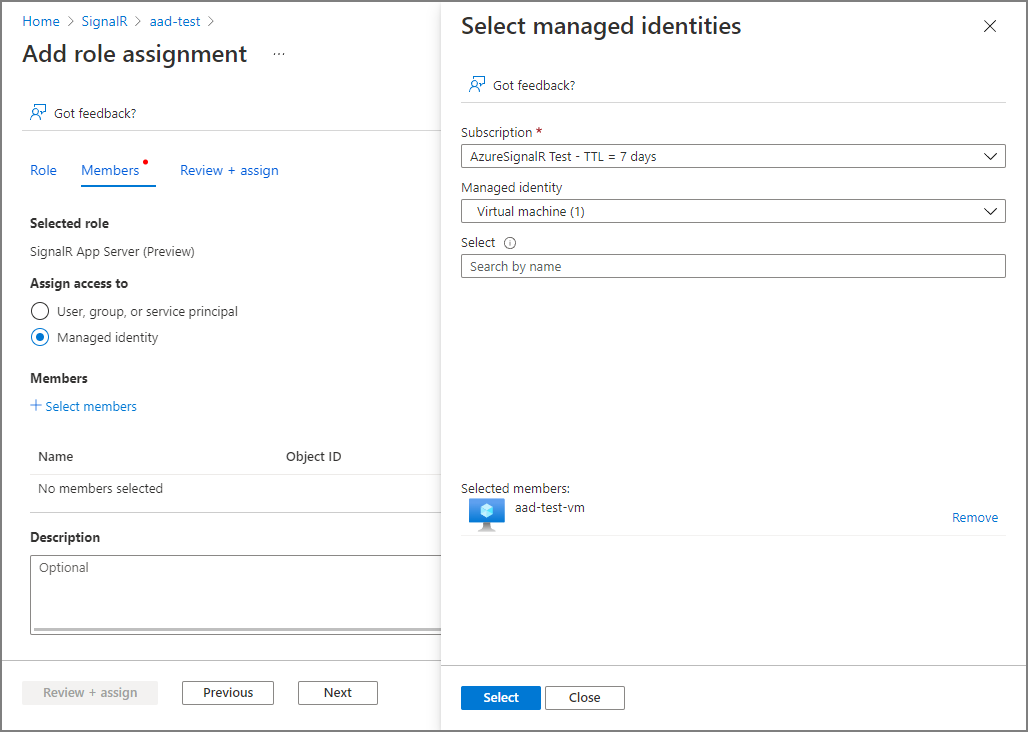 Home > SignalR > aad-test >
Add role assignment ...
Got feedback?
Role Members Review + assign
Selected role
SignalR App Server (Preview)
Assign access to
User, group, or service principal
Managed identity
Members
+ Select members
Name Object ID
No members selected
Description
Optional
Review + assign Previous Next
Select managed identities
Got feedback?
Subscription *
AzureSignalR Test - TTL = 7 days
Managed identity
Virtual machine (1)
Select
Search by name
Selected members:
aad-test-vm
Remove
Select Close